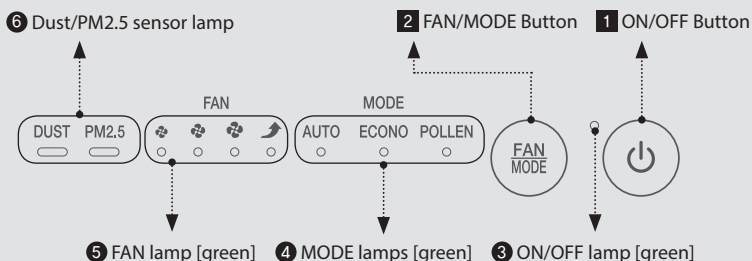 6 Dust/PM2.5 sensor lamp
2 FAN/MODE Button
1 ON/OFF Button
FAN
MODE
DUST PM2.5
AUTO ECONO POLLEN
FAN
MODE
5 FAN lamp [green]
4 MODE lamps [green]
3 ON/OFF lamp [green]